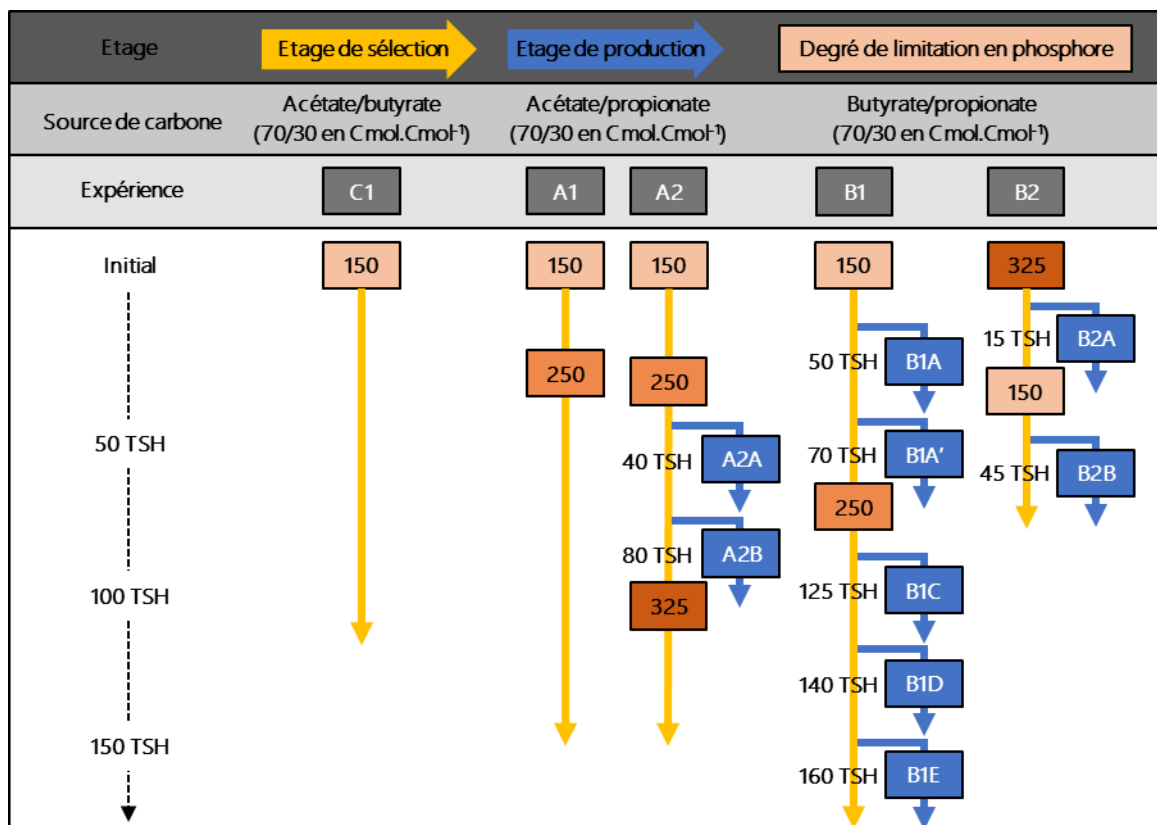 Etage
Etage de sélection
Etage de production
Degré de limitation en phosphore
Source de carbone
Acétate/butyrate
(70/30 en Cmol.Cmol⁻¹)
Acétate/propionate
(70/30 en Cmol.Cmol⁻¹)
Butyrate/propionate
(70/30 en Cmol.Cmol⁻¹)
Expérience
C1
A1
A2
B1
B2
Initial
150
150
150
150
325
15 TSH
B2A
50 TSH
B1A
250
250
150
50 TSH
40 TSH
A2A
70 TSH
B1A′
45 TSH
B2B
250
80 TSH
A2B
125 TSH
B1C
100 TSH
325
140 TSH
B1D
150 TSH
160 TSH
B1E